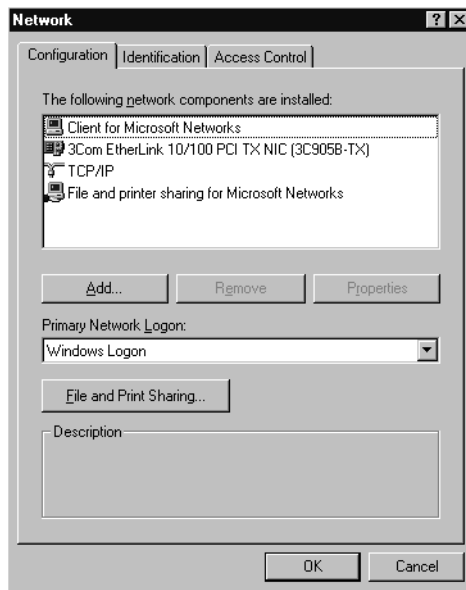 Network
Configuration Identification Access Control
The following network components are installed:
Client for Microsoft Networks
3Com EtherLink 10/100 PCI TX NIC (3C905B-TX)
TCP/IP
File and printer sharing for Microsoft Networks
Add... Remove Properties
Primary Network Logon:
Windows Logon
File and Print Sharing...
Description
OK Cancel